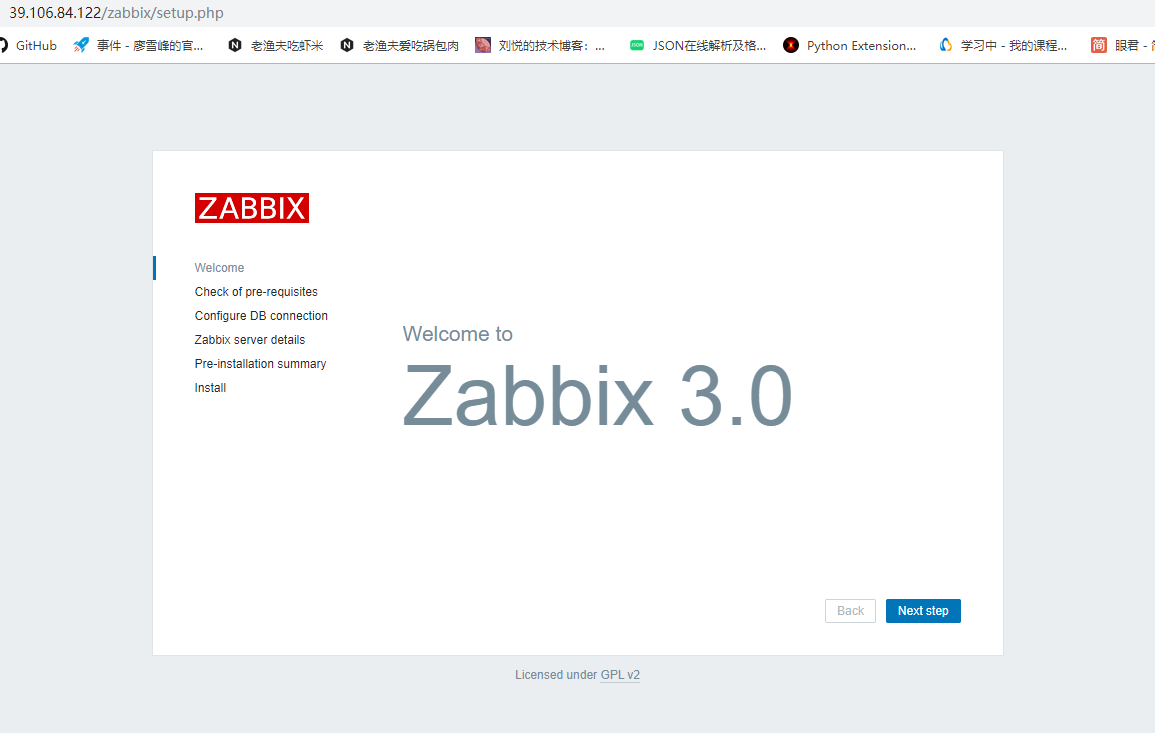 39.106.84.122/zabbix/setup.php
GitHub 事件 - 廖雪峰的官... 老渔夫吃虾米 老渔夫爱吃锅包肉 刘悦的技术博客: ... JSON JSON在线解析及格... Python Extension... 学习中 - 我的课程... 简 眼君 -
ZABBIX
Welcome
Check of pre-requisites
Configure DB connection
Zabbix server details
Pre-installation summary
Install
Welcome to
Zabbix 3.0
Back Next step
Licensed under GPL v2